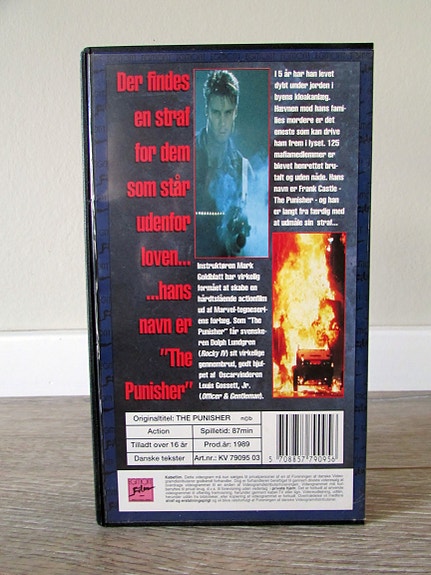 Der findes
en straf
for dem
som står
udenfor
loven...
...hans
navn er
"The
Punisher"
I 5 år har han levet
dybt under jorden i
byens kloakanlæg.
Hævnen med hans fami-
lies mordere er det
eneste som kan drive
ham frem i lyset. 125
mafiamedlemmer er
blevet henrettet bru-
talt og uden nåde. Hans
navn er Frank Castle -
The Punisher - og han
er langt fra færdig med
at udmåle sin straf...
Instruktøren Mark
Goldblatt har virkelig
formået at skabe en
hårdtslående actionfilm
ud af Marvel-tegneseri-
ens forlæg. Som "The
Punisher" får svenske-
ren Dolph Lundgren
(Rocky IV) sit virkelige
gennembrud, godt hjul-
pet af Oscarvinderen
Louis Gossett, Jr.
(Officer & Gentleman).
Originaltitel: THE PUNISHER
Action Spilletid: 87min
Tilladt over 16 år Prod.år: 1989
Danske tekster Art.nr.: KV 79095 03
5 708857 790956
film